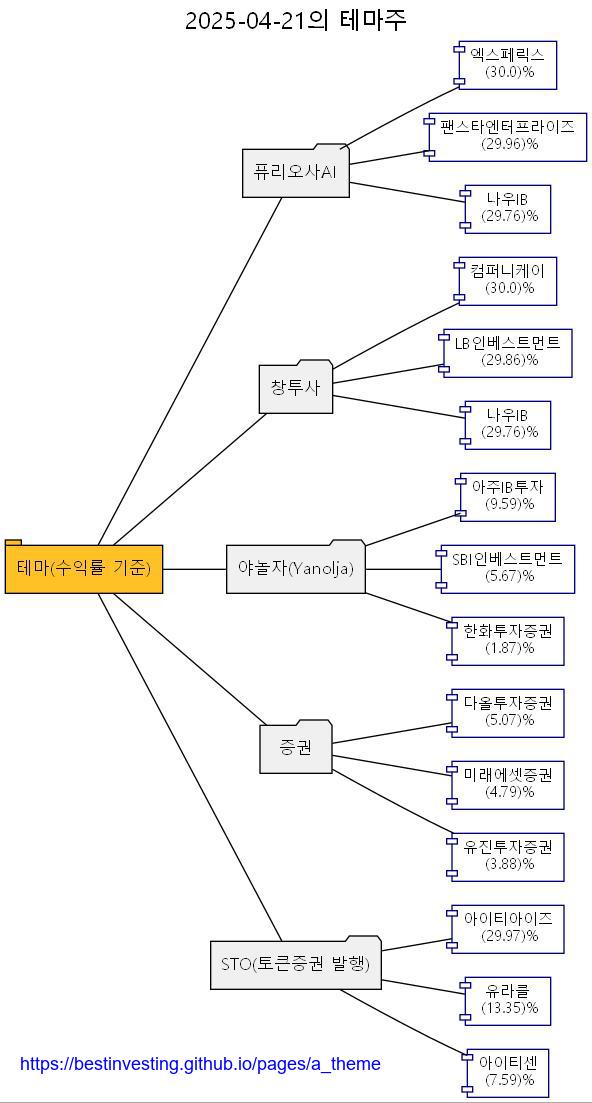 2025-04-21의 테마주
엑스페릭스
(30.0)%
팬스타엔터프라이즈
(29.96)%
퓨리오사AI
나우IB
(29.76)%
컴퍼니케이
(30.0)%
LB인베스트먼트
(29.86)%
창투사
나우IB
(29.76)%
아주IB투자
(9.59)%
테마(수익률 기준)
야놀자(Yanolja)
SBI인베스트먼트
(5.67)%
한화투자증권
(1.87)%
다올투자증권
(5.07)%
증권
미래에셋증권
(4.79)%
유진투자증권
(3.88)%
아이티아이즈
(29.97)%
STO(토큰증권 발행)
유라클
(13.35)%
아이티센
(7.59)%
https://bestinvesting.github.io/pages/a_theme